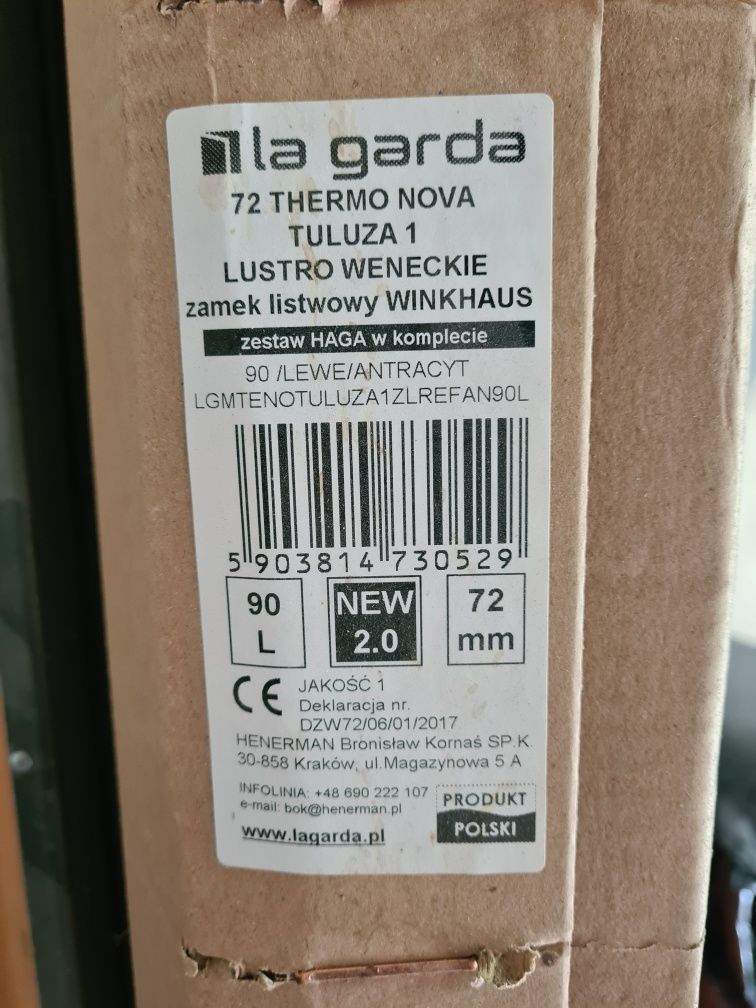 la garda
72 THERMO NOVA
TULUZA 1
LUSTRO WENECKIE
zamek listwowy WINKHAUS
zestaw HAGA w komplecie
90 /LEWE/ANTRACYT
LGMTENOTULUZA1ZLREFAN90L
5 903814 730529
90
L
NEW
2.0
72
mm
CE
JAKOŚĆ 1
Deklaracja nr.
DZW72/06/01/2017
HENERMAN Bronisław Kornaś SP.K.
30-858 Kraków, ul.Magazynowa 5 A
INFOLINIA: +48 690 222 107
e-mail: bok@henerman.pl
www.lagarda.pl
PRODUKT
POLSKI